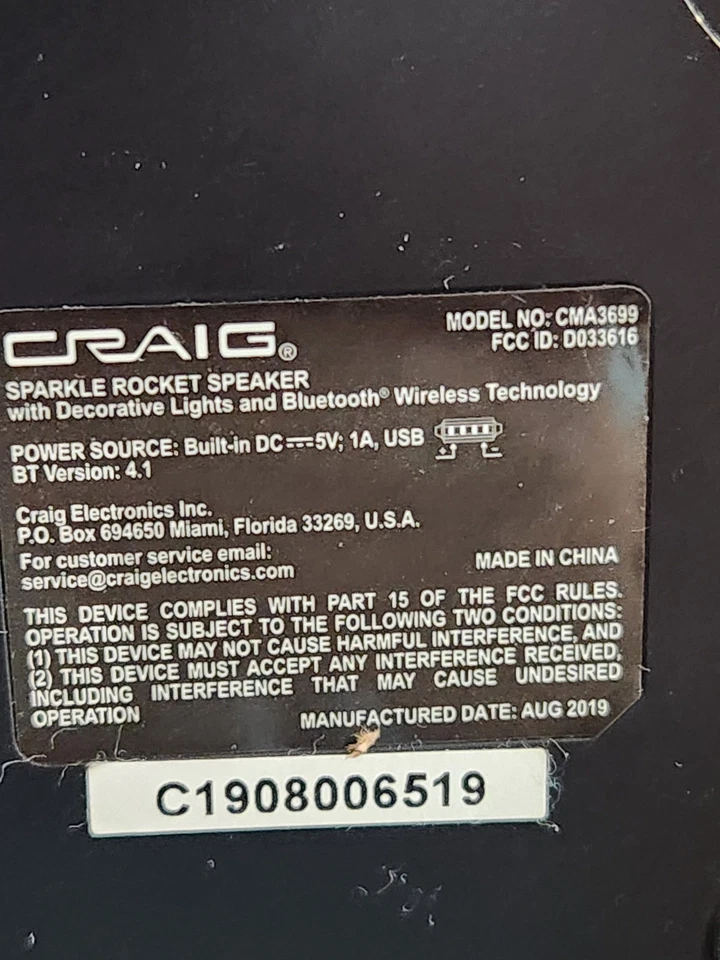 CRAIG®
MODEL NO: CMA3699
FCC ID: D033616
SPARKLE ROCKET SPEAKER
with Decorative Lights and Bluetooth® Wireless Technology
POWER SOURCE: Built-in DC⎓5V; 1A, USB
+ -
BT Version: 4.1
Craig Electronics Inc.
P.O. Box 694650 Miami, Florida 33269, U.S.A.
For customer service email:
service@craigelectronics.com
MADE IN CHINA
THIS DEVICE COMPLIES WITH PART 15 OF THE FCC RULES.
OPERATION IS SUBJECT TO THE FOLLOWING TWO CONDITIONS:
(1) THIS DEVICE MAY NOT CAUSE HARMFUL INTERFERENCE, AND
(2) THIS DEVICE MUST ACCEPT ANY INTERFERENCE RECEIVED,
INCLUDING INTERFERENCE THAT MAY CAUSE UNDESIRED
OPERATION
MANUFACTURED DATE: AUG 2019
C1908006519